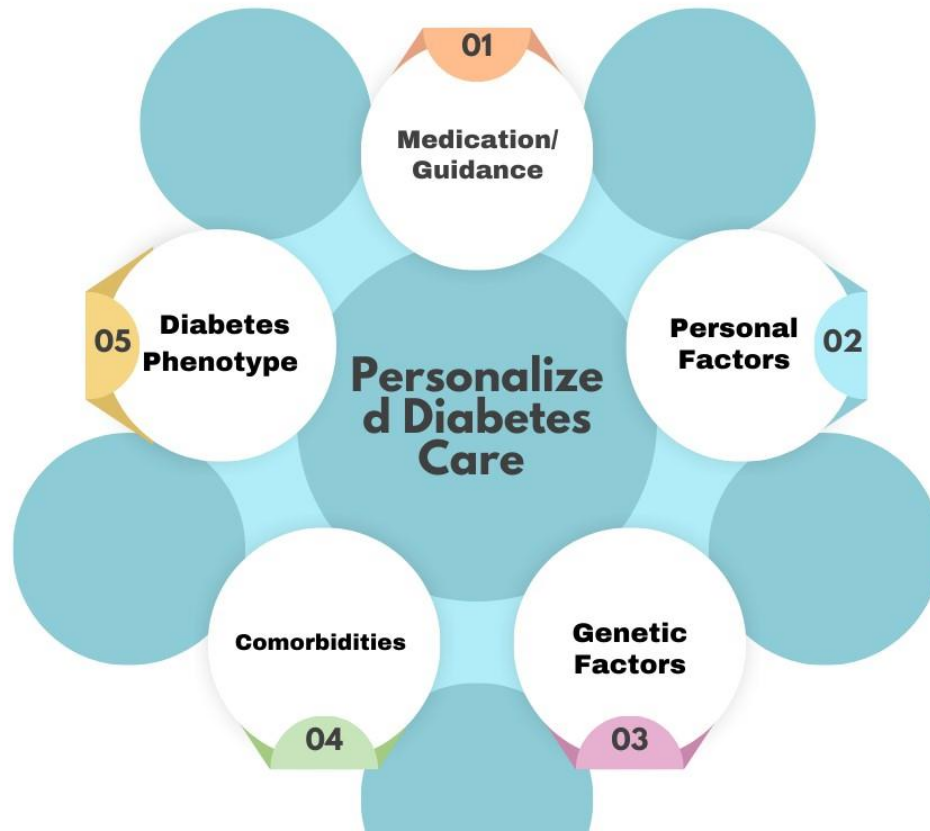 01
Medication/
Guidance
Personal
Factors
02
Genetic
Factors
03
Comorbidities
04
05
Diabetes
Phenotype
Personalize
d Diabetes
Care